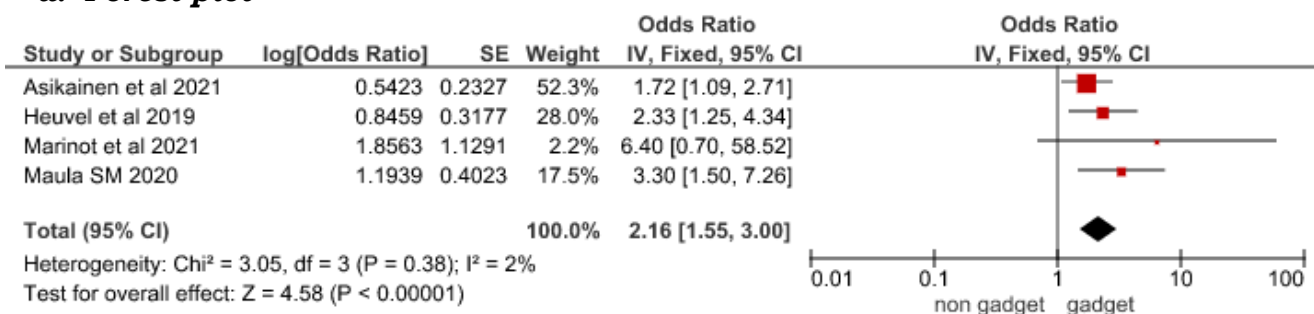 Odds Ratio Odds Ratio
Study or Subgroup log[Odds Ratio] SE Weight IV, Fixed, 95% CI IV, Fixed, 95% CI
Asikainen et al 2021 0.5423 0.2327 52.3% 1.72 [1.09, 2.71]
Heuvel et al 2019 0.8459 0.3177 28.0% 2.33 [1.25, 4.34]
Marinot et al 2021 1.8563 1.1291 2.2% 6.40 [0.70, 58.52]
Maula SM 2020 1.1939 0.4023 17.5% 3.30 [1.50, 7.26]
Total (95% CI) 100.0% 2.16 [1.55, 3.00]
Heterogeneity: Chi² = 3.05, df = 3 (P = 0.38); I² = 2%
Test for overall effect: Z = 4.58 (P < 0.00001)
0.01 0.1 1 10 100
non gadget gadget